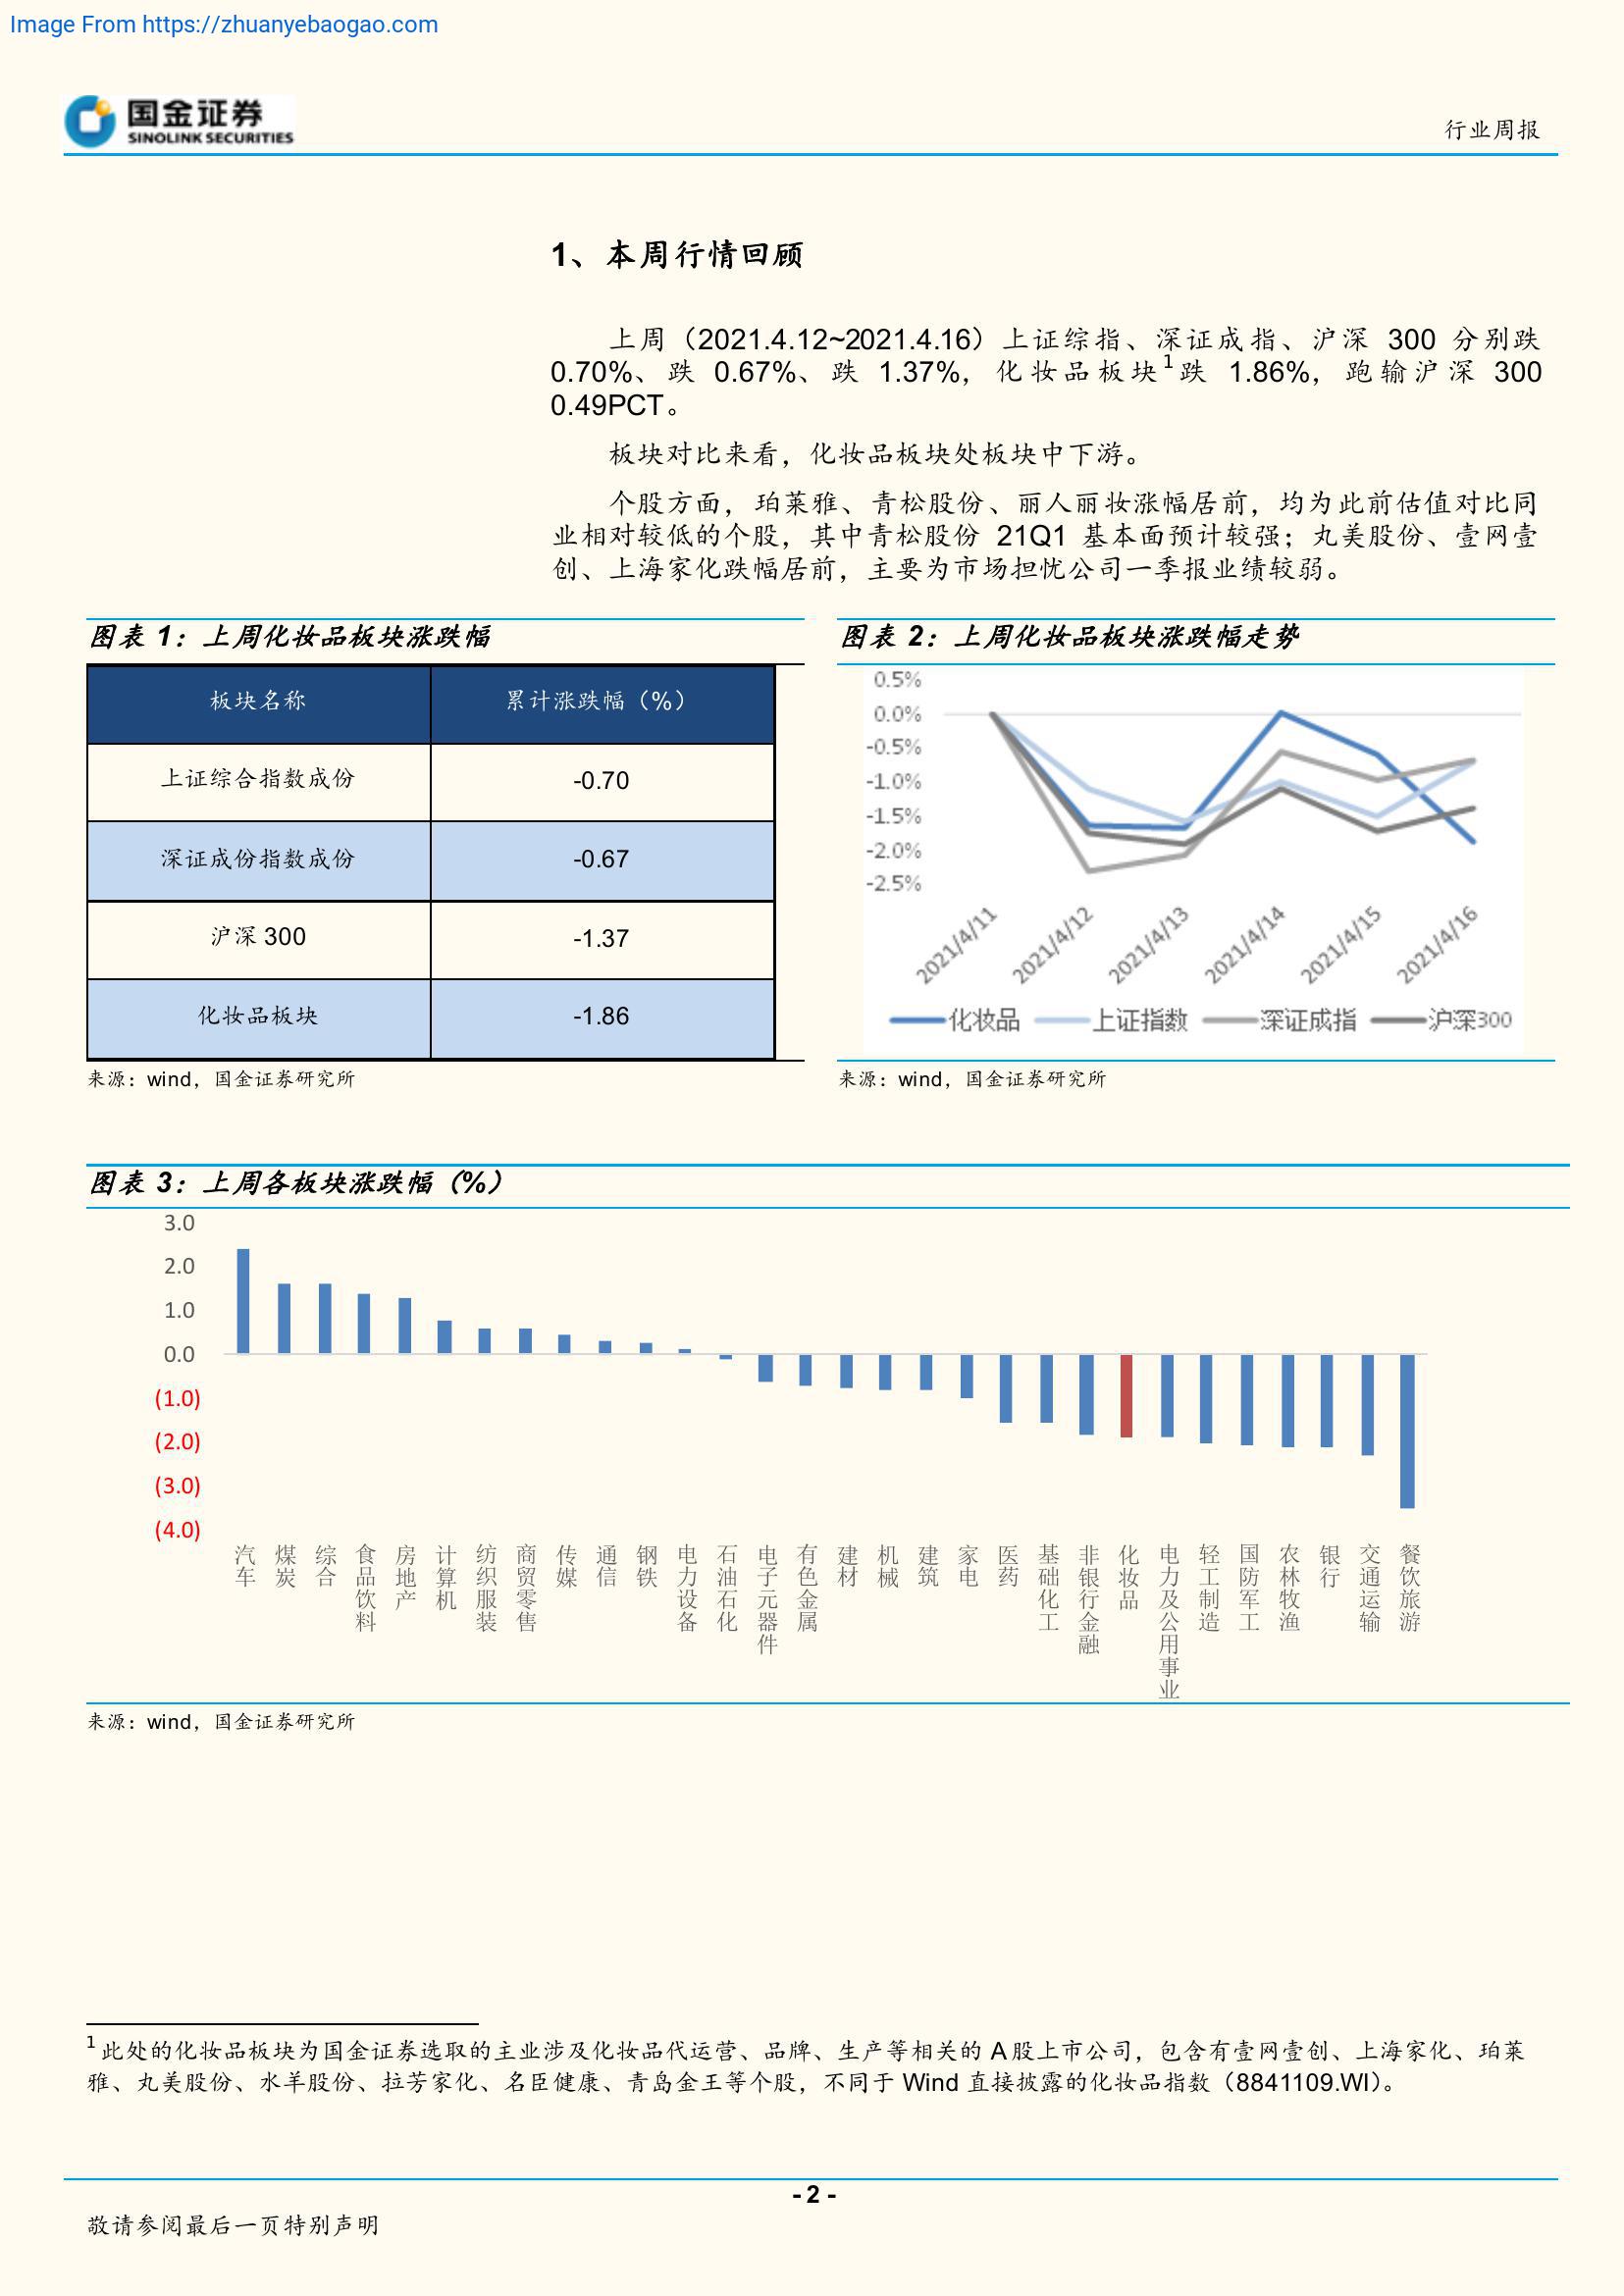 Image From https://zhuanyebaogao.com
国金证券
SINOLINK SECURITIES
行业周报
1、本周行情回顾
上周（2021.4.12~2021.4.16）上证综指、深证成指、沪深 300 分别跌
0.70%、跌 0.67%、跌 1.37%，化妆品板块1跌 1.86%，跑输沪深 300
0.49PCT。
板块对比来看，化妆品板块处板块中下游。
个股方面，珀莱雅、青松股份、丽人丽妆涨幅居前，均为此前估值对比同
业相对较低的个股，其中青松股份 21Q1 基本面预计较强；丸美股份、壹网壹
创、上海家化跌幅居前，主要为市场担忧公司一季报业绩较弱。
图表 1：上周化妆品板块涨跌幅
板块名称 累计涨跌幅（%）
上证综合指数成份 -0.70
深证成份指数成份 -0.67
沪深 300 -1.37
化妆品板块 -1.86
来源：wind，国金证券研究所
图表 2：上周化妆品板块涨跌幅走势
0.5%
0.0%
-0.5%
-1.0%
-1.5%
-2.0%
-2.5%
2021/4/11
2021/4/12
2021/4/13
2021/4/14
2021/4/15
2021/4/16
化妆品 上证指数 深证成指 沪深300
来源：wind，国金证券研究所
图表 3：上周各板块涨跌幅（%）
3.0
2.0
1.0
0.0
(1.0)
(2.0)
(3.0)
(4.0)
汽车
煤炭
综合
食品饮料
房地产
计算机
纺织服装
商贸零售
传媒
通信
钢铁
电力设备
石油石化
电子元器件
有色金属
建材
机械
建筑
家电
医药
基础化工
非银行金融
化妆品
电力及公用事业
轻工制造
国防军工
农林牧渔
银行
交通运输
餐饮旅游
来源：wind，国金证券研究所
1 此处的化妆品板块为国金证券选取的主业涉及化妆品代运营、品牌、生产等相关的 A 股上市公司，包含有壹网壹创、上海家化、珀莱
雅、丸美股份、水羊股份、拉芳家化、名臣健康、青岛金王等个股，不同于 Wind 直接披露的化妆品指数（8841109.WI）。
- 2 -
敬请参阅最后一页特别声明